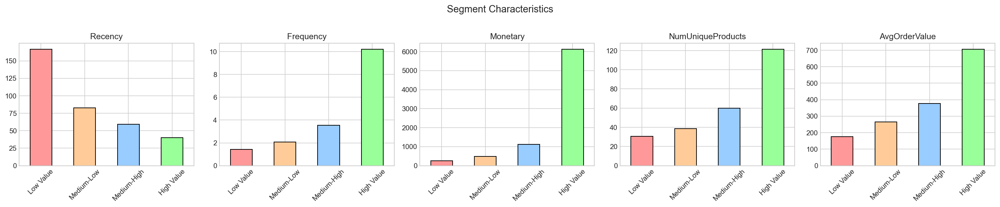 Segment Characteristics
Recency
150
125
100
75
50
25
0
Low Value
Medium-Low
Medium-High
High Value
Frequency
10
8
6
4
2
0
Low Value
Medium-Low
Medium-High
High Value
Monetary
6000
5000
4000
3000
2000
1000
0
Low Value
Medium-Low
Medium-High
High Value
NumUniqueProducts
120
100
80
60
40
20
0
Low Value
Medium-Low
Medium-High
High Value
AvgOrderValue
700
600
500
400
300
200
100
0
Low Value
Medium-Low
Medium-High
High Value